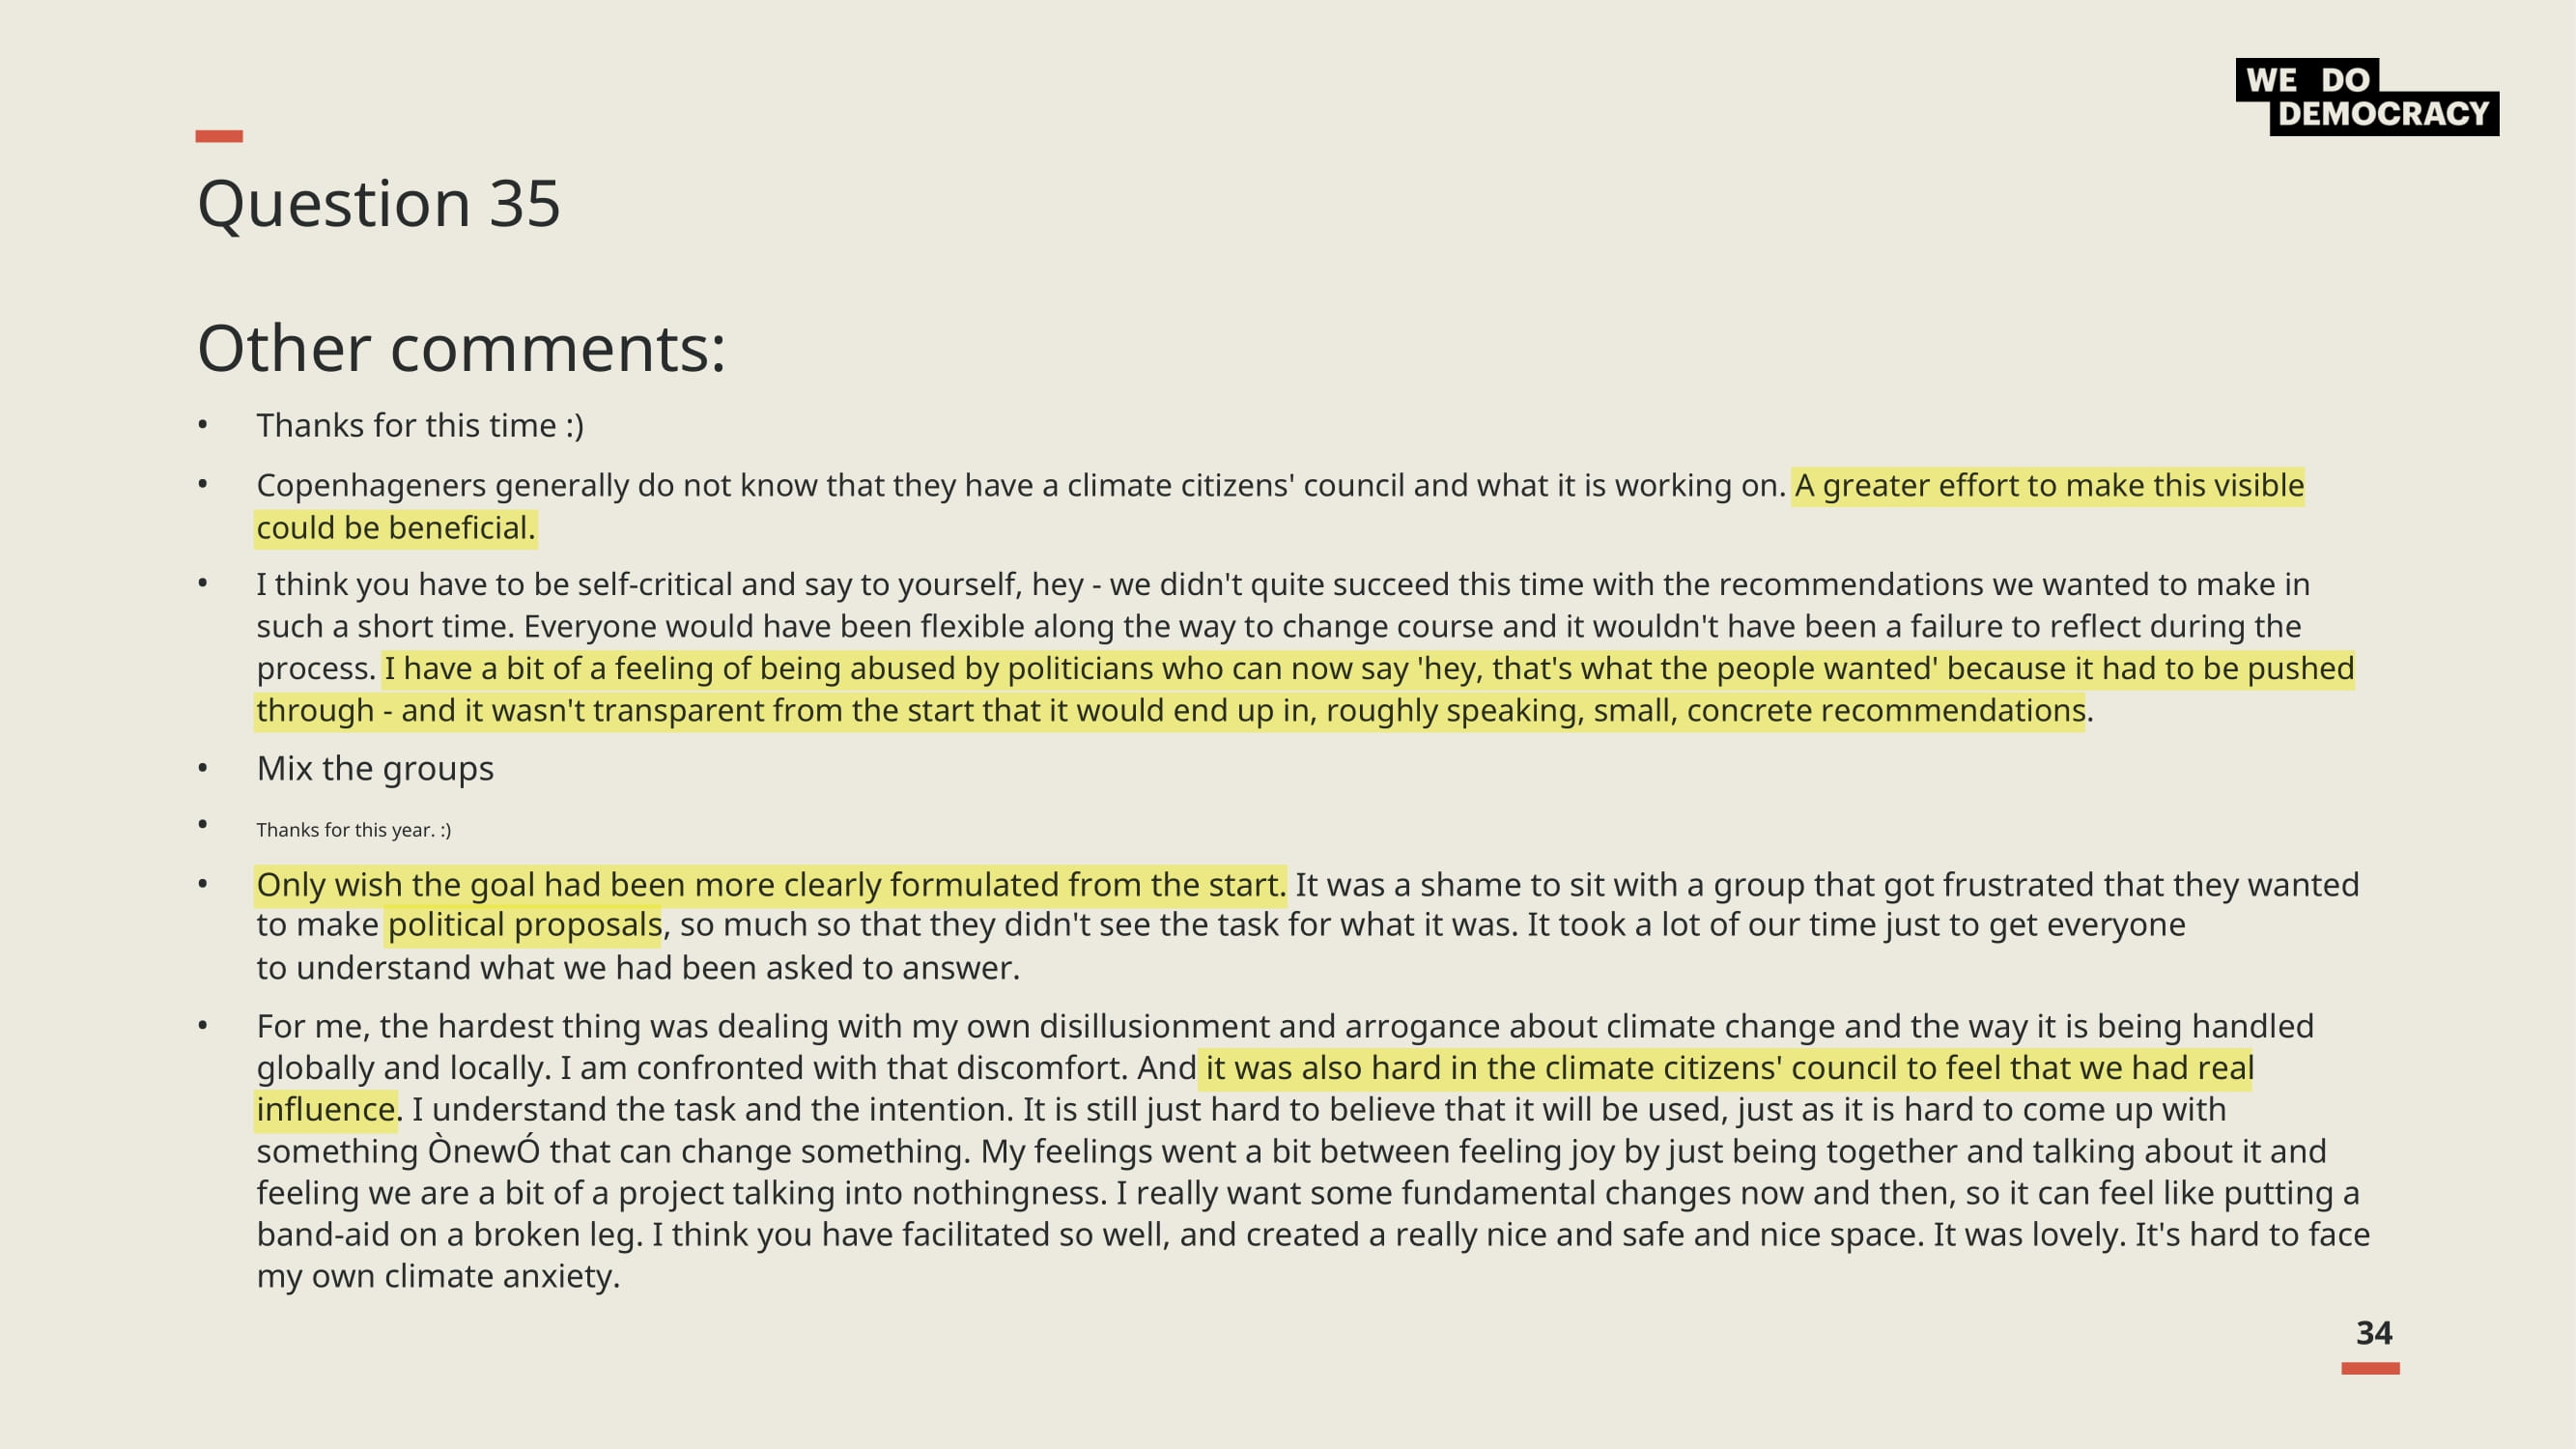 WE DO
DEMOCRACY
Question 35
Other comments:
• Thanks for this time :)
• Copenhageners generally do not know that they have a climate citizens' council and what it is working on. A greater effort to make this visible
could be beneficial.
• I think you have to be self-critical and say to yourself, hey - we didn't quite succeed this time with the recommendations we wanted to make in
such a short time. Everyone would have been flexible along the way to change course and it wouldn't have been a failure to reflect during the
process. I have a bit of a feeling of being abused by politicians who can now say 'hey, that's what the people wanted' because it had to be pushed
through - and it wasn't transparent from the start that it would end up in, roughly speaking, small, concrete recommendations.
• Mix the groups
• Thanks for this year. :)
• Only wish the goal had been more clearly formulated from the start. It was a shame to sit with a group that got frustrated that they wanted
to make political proposals, so much so that they didn't see the task for what it was. It took a lot of our time just to get everyone
to understand what we had been asked to answer.
• For me, the hardest thing was dealing with my own disillusionment and arrogance about climate change and the way it is being handled
globally and locally. I am confronted with that discomfort. And it was also hard in the climate citizens' council to feel that we had real
influence. I understand the task and the intention. It is still just hard to believe that it will be used, just as it is hard to come up with
something ÒnewÓ that can change something. My feelings went a bit between feeling joy by just being together and talking about it and
feeling we are a bit of a project talking into nothingness. I really want some fundamental changes now and then, so it can feel like putting a
band-aid on a broken leg. I think you have facilitated so well, and created a really nice and safe and nice space. It was lovely. It's hard to face
my own climate anxiety.
34